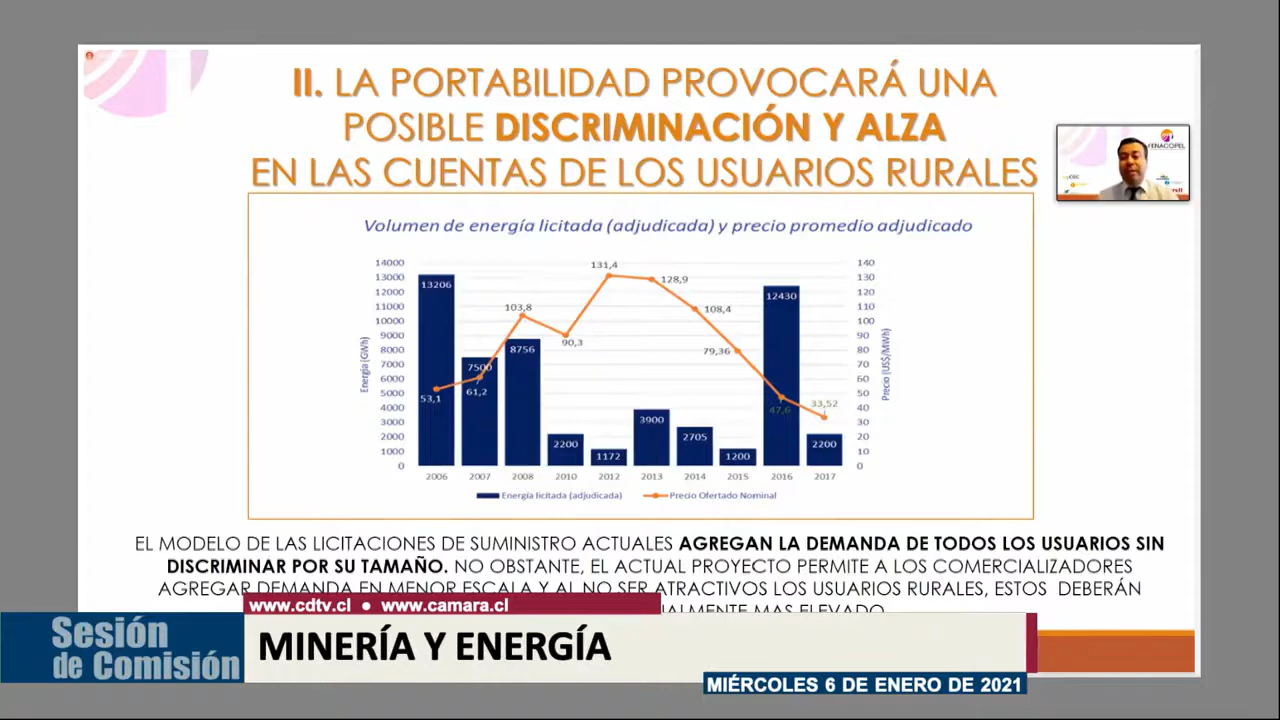 II. LA PORTABILIDAD PROVOCARÁ UNA
POSIBLE DISCRIMINACIÓN Y ALZA
EN LAS CUENTAS DE LOS USUARIOS RURALES
FENACOPEL
Volumen de energía licitada (adjudicada) y precio promedio adjudicado
Energía (GWh)
14000
13000
12000
11000
10000
9000
8000
7000
6000
5000
4000
3000
2000
1000
0
13206
7500
8756
2200
1172
3900
2705
1200
12430
2200
53,1
61,2
103,8
90,3
131,4
128,9
108,4
79,36
47,6
33,52
140
130
120
110
100
90
80
70
60
50
40
30
20
10
0
Precio (US$/MWh)
2006 2007 2008 2010 2012 2013 2014 2015 2016 2017
Energía licitada (adjudicada) Precio Ofertado Nominal
EL MODELO DE LAS LICITACIONES DE SUMINISTRO ACTUALES AGREGAN LA DEMANDA DE TODOS LOS USUARIOS SIN
DISCRIMINAR POR SU TAMAÑO. NO OBSTANTE, EL ACTUAL PROYECTO PERMITE A LOS COMERCIALIZADORES
AGREGAR DEMANDA EN MENOR ESCALA Y AL NO SER ATRACTIVOS LOS USUARIOS RURALES, ESTOS DEBERÁN
MAS ELEVADO
www.cdtv.cl • www.camara.cl
Sesión
de Comisión
MINERÍA Y ENERGÍA
MIÉRCOLES 6 DE ENERO DE 2021